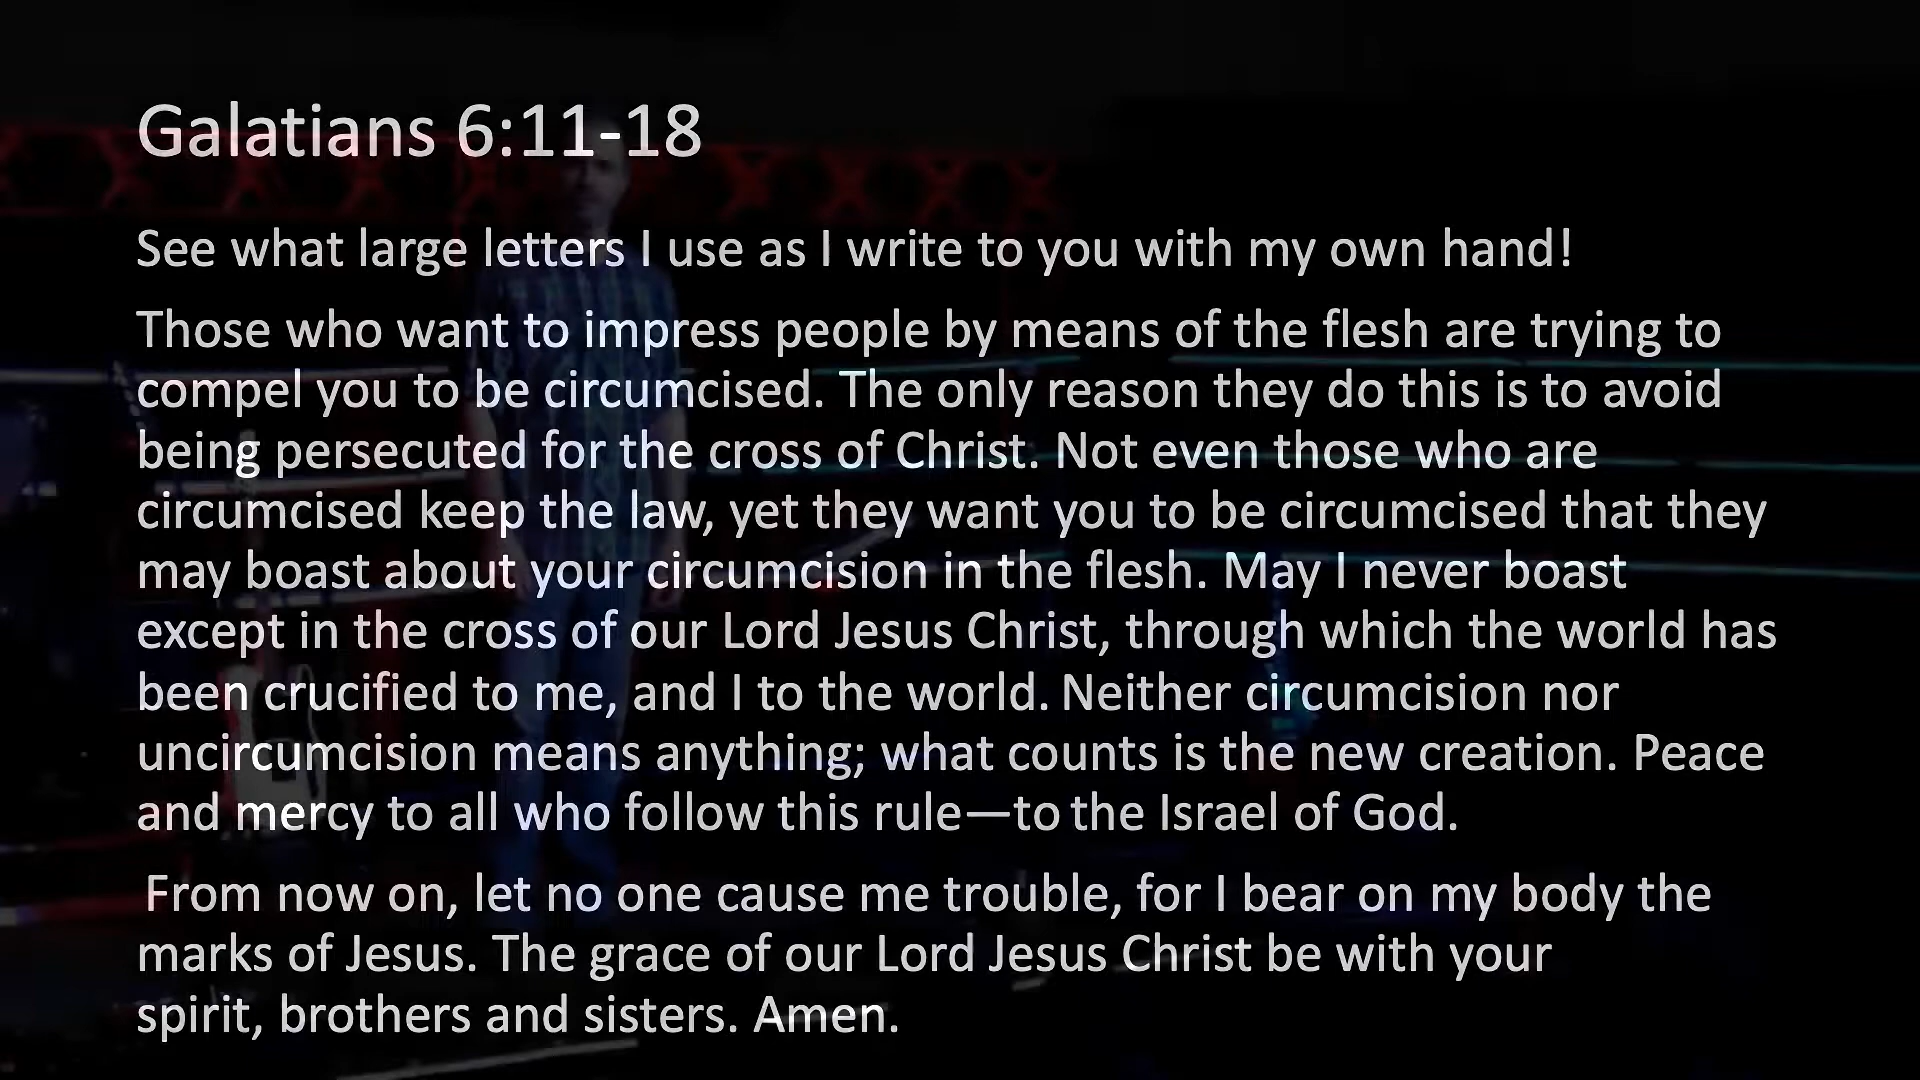 Galatians 6:11-18
See what large letters I use as I write to you with my own hand!
Those who want to impress people by means of the flesh are trying to
compel you to be circumcised. The only reason they do this is to avoid
being persecuted for the cross of Christ. Not even those who are
circumcised keep the law, yet they want you to be circumcised that they
may boast about your circumcision in the flesh. May I never boast
except in the cross of our Lord Jesus Christ, through which the world has
been crucified to me, and I to the world. Neither circumcision nor
uncircumcision means anything; what counts is the new creation. Peace
and mercy to all who follow this rule—to the Israel of God.
From now on, let no one cause me trouble, for I bear on my body the
marks of Jesus. The grace of our Lord Jesus Christ be with your
spirit, brothers and sisters. Amen.